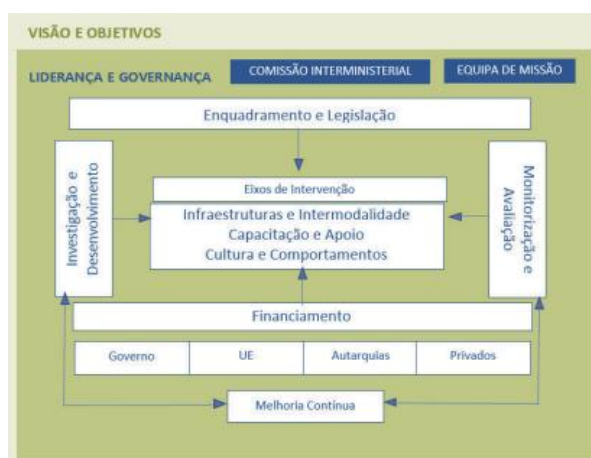 VISÃO E OBJETIVOS
LIDERANÇA E GOVERNANÇA
COMISSÃO INTERMINISTERIAL
EQUIPA DE MISSÃO
Enquadramento e Legislação
Investigação e
Desenvolvimento
Eixos de Intervenção
Infraestruturas e Intermodalidade
Capacitação e Apoio
Cultura e Comportamentos
Monitorização e
Avaliação
Financiamento
Governo
UE
Autarquias
Privados
Melhoria Contínua